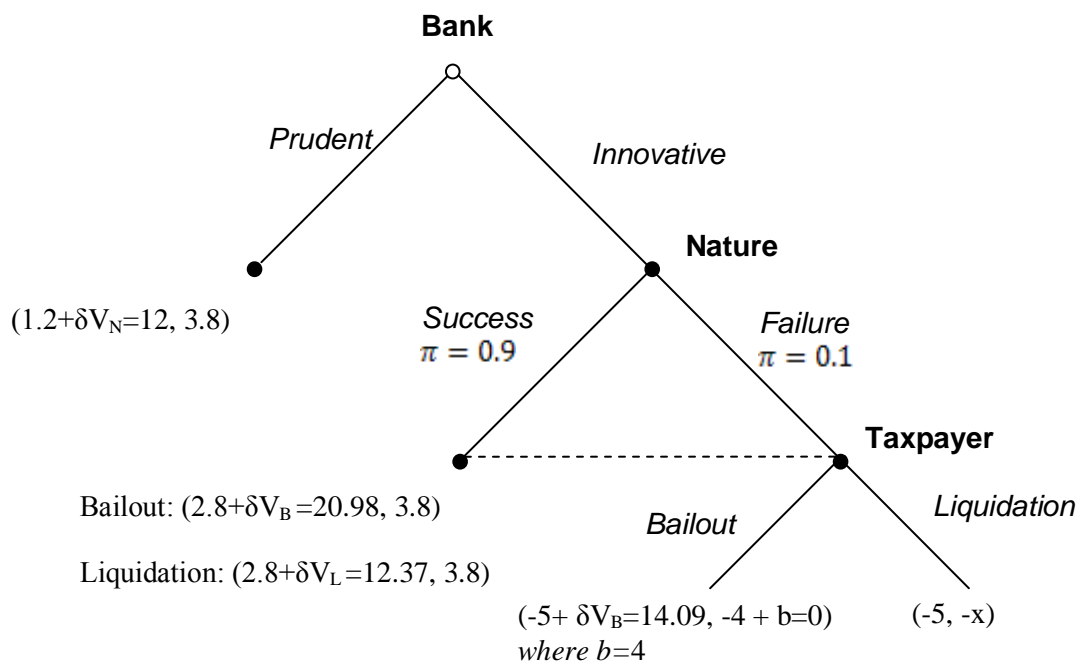 Bank
Prudent
Innovative
Nature
(1.2+δV_N=12, 3.8)
Success
π = 0.9
Failure
π = 0.1
Taxpayer
Bailout: (2.8+δV_B =20.98, 3.8)
Bailout
Liquidation
Liquidation: (2.8+δV_L =12.37, 3.8)
(-5+ δV_B=14.09, -4 + b=0)
where b=4
(-5, -x)